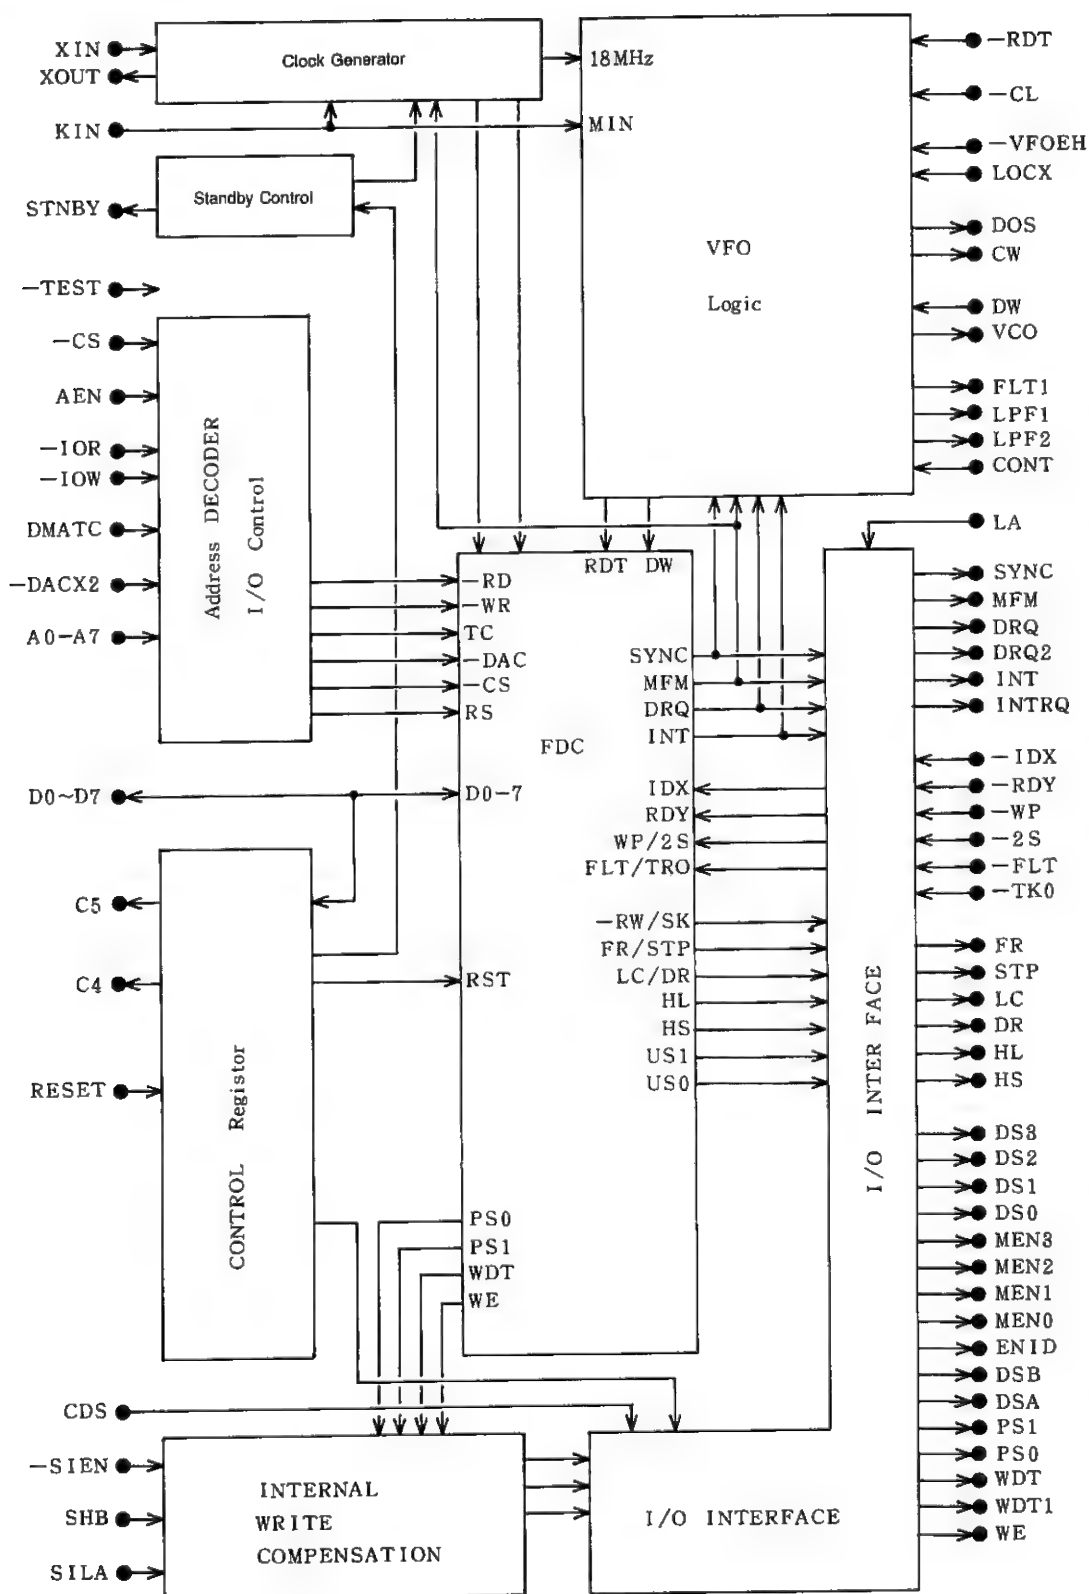 XIN
XOUT
KIN
STNBY
-TEST
-CS
AEN
-IOR
-IOW
DMATC
-DACX2
A0-A7
D0~D7
C5
C4
RESET
CDS
-SIEN
SHB
SILA
Clock Generator
Standby Control
Address DECODER
I/O Control
CONTROL Registor
INTERNAL
WRITE
COMPENSATION
18MHz
MIN
VFO
Logic
RDT DW
-RD
-WR
TC
-DAC
-CS
RS
D0-7
RST
PS0
PS1
WDT
WE
FDC
SYNC
MFM
DRQ
INT
IDX
RDY
WP/2S
FLT/TRO
-RW/SK
FR/STP
LC/DR
HL
HS
US1
US0
I/O INTER FACE
I/O INTERFACE
-RDT
-CL
-VFOEH
LOCX
DOS
CW
DW
VCO
FLT1
LPF1
LPF2
CONT
LA
SYNC
MFM
DRQ
DRQ2
INT
INTRQ
-IDX
-RDY
-WP
-2S
-FLT
-TK0
FR
STP
LC
DR
HL
HS
DS3
DS2
DS1
DS0
MEN3
MEN2
MEN1
MEN0
ENID
DSB
DSA
PS1
PS0
WDT
WDT1
WE